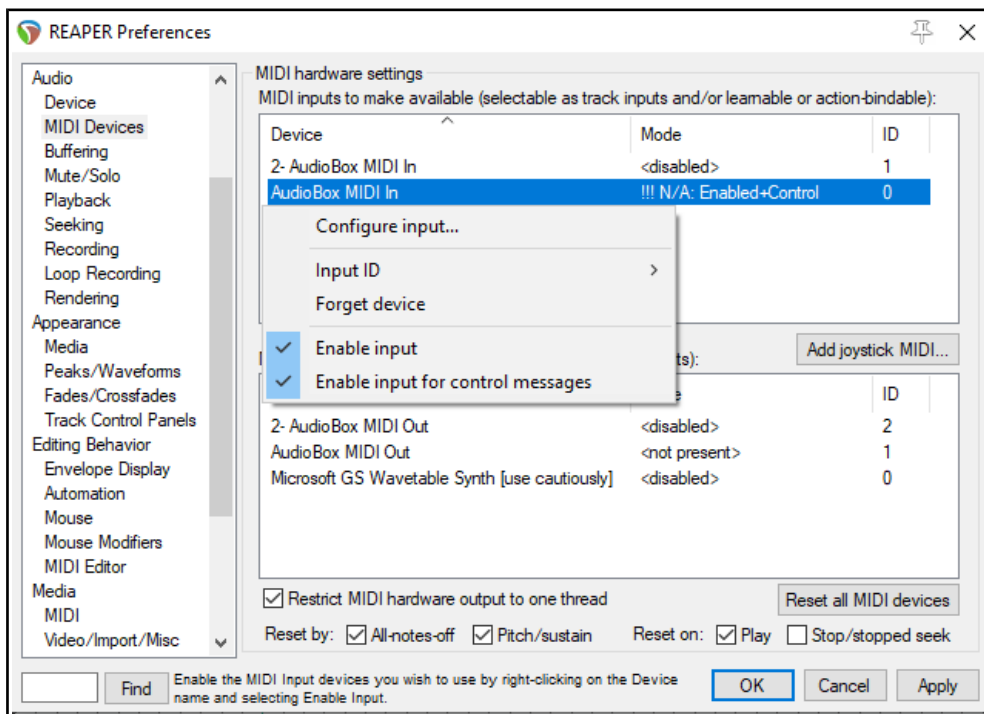 REAPER Preferences
Audio
Device
MIDI Devices
Buffering
Mute/Solo
Playback
Seeking
Recording
Loop Recording
Rendering
Appearance
Media
Peaks/Waveforms
Fades/Crossfades
Track Control Panels
Editing Behavior
Envelope Display
Automation
Mouse
Mouse Modifiers
MIDI Editor
Media
MIDI
Video/Import/Misc
MIDI hardware settings
MIDI inputs to make available (selectable as track inputs and/or learnable or action-bindable):
Device Mode ID
2- AudioBox MIDI In <disabled> 1
AudioBox MIDI In !!! N/A: Enabled+Control 0
Configure input...
Input ID
Forget device
Enable input
Enable input for control messages
ts):
Add joystick MIDI...
ID
2- AudioBox MIDI Out <disabled> 2
AudioBox MIDI Out <not present> 1
Microsoft GS Wavetable Synth [use cautiously] <disabled> 0
Restrict MIDI hardware output to one thread
Reset all MIDI devices
Reset by: All-notes-off Pitch/sustain Reset on: Play Stop/stopped seek
Find
Enable the MIDI Input devices you wish to use by right-clicking on the Device
name and selecting Enable Input.
OK Cancel Apply